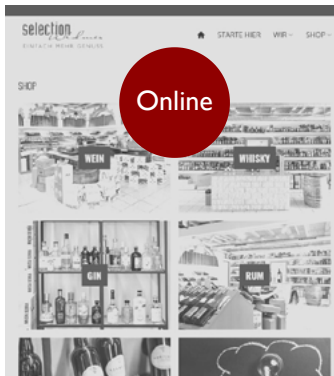 selection
EINFACH MEHR GENUSS
STARTE HIER WIR SHOP
SHOP
Online
WEIN
WHISKY
GIN
RUM